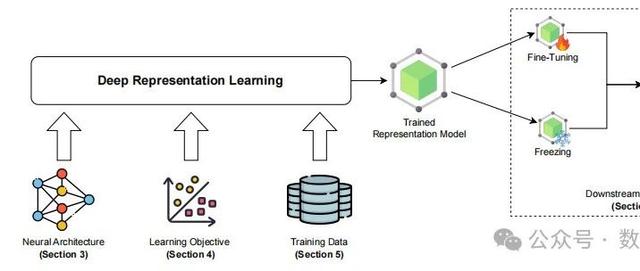 Deep Representation Learning
Fine-Tuning
Trained
Representation Model
Freezing
Downstream
Neural Architecture
(Section 3)
Learning Objective
(Section 4)
Training Data
(Section 5)
公众号 · 数